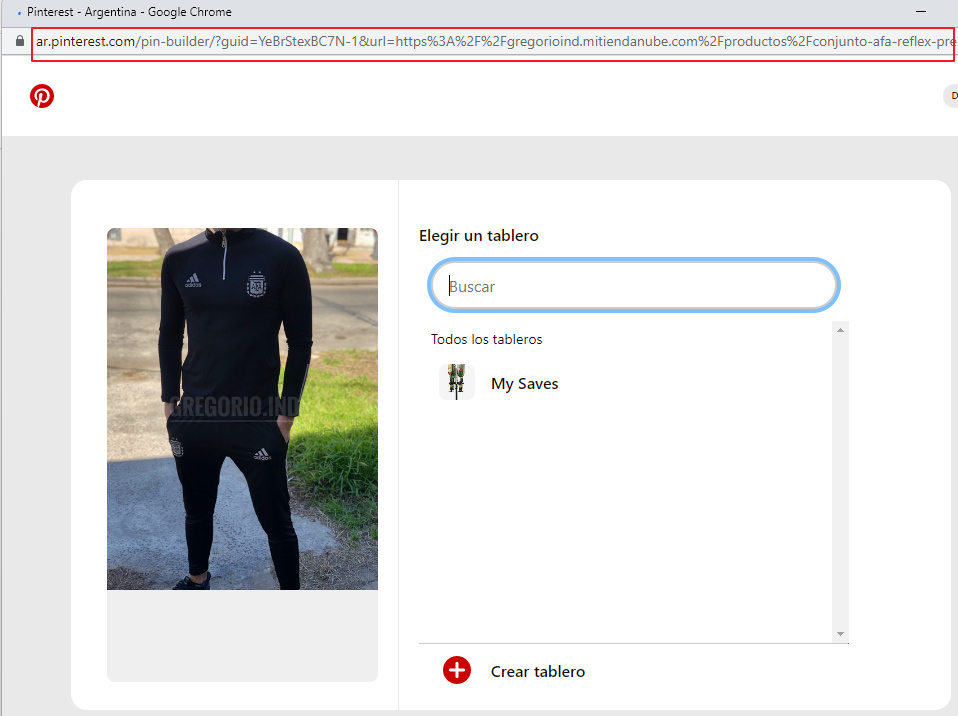 Pinterest - Argentina - Google Chrome
ar.pinterest.com/pin-builder/?guid=YeBrStexBC7N-1&url=https%3A%2F%2Fgregorioind.mitiendanube.com%2Fproductos%2Fconjunto-afa-reflex-pre
D
Elegir un tablero
Buscar
Todos los tableros
My Saves
Crear tablero
adidas
AFA
GREGORIO.IND
adidas